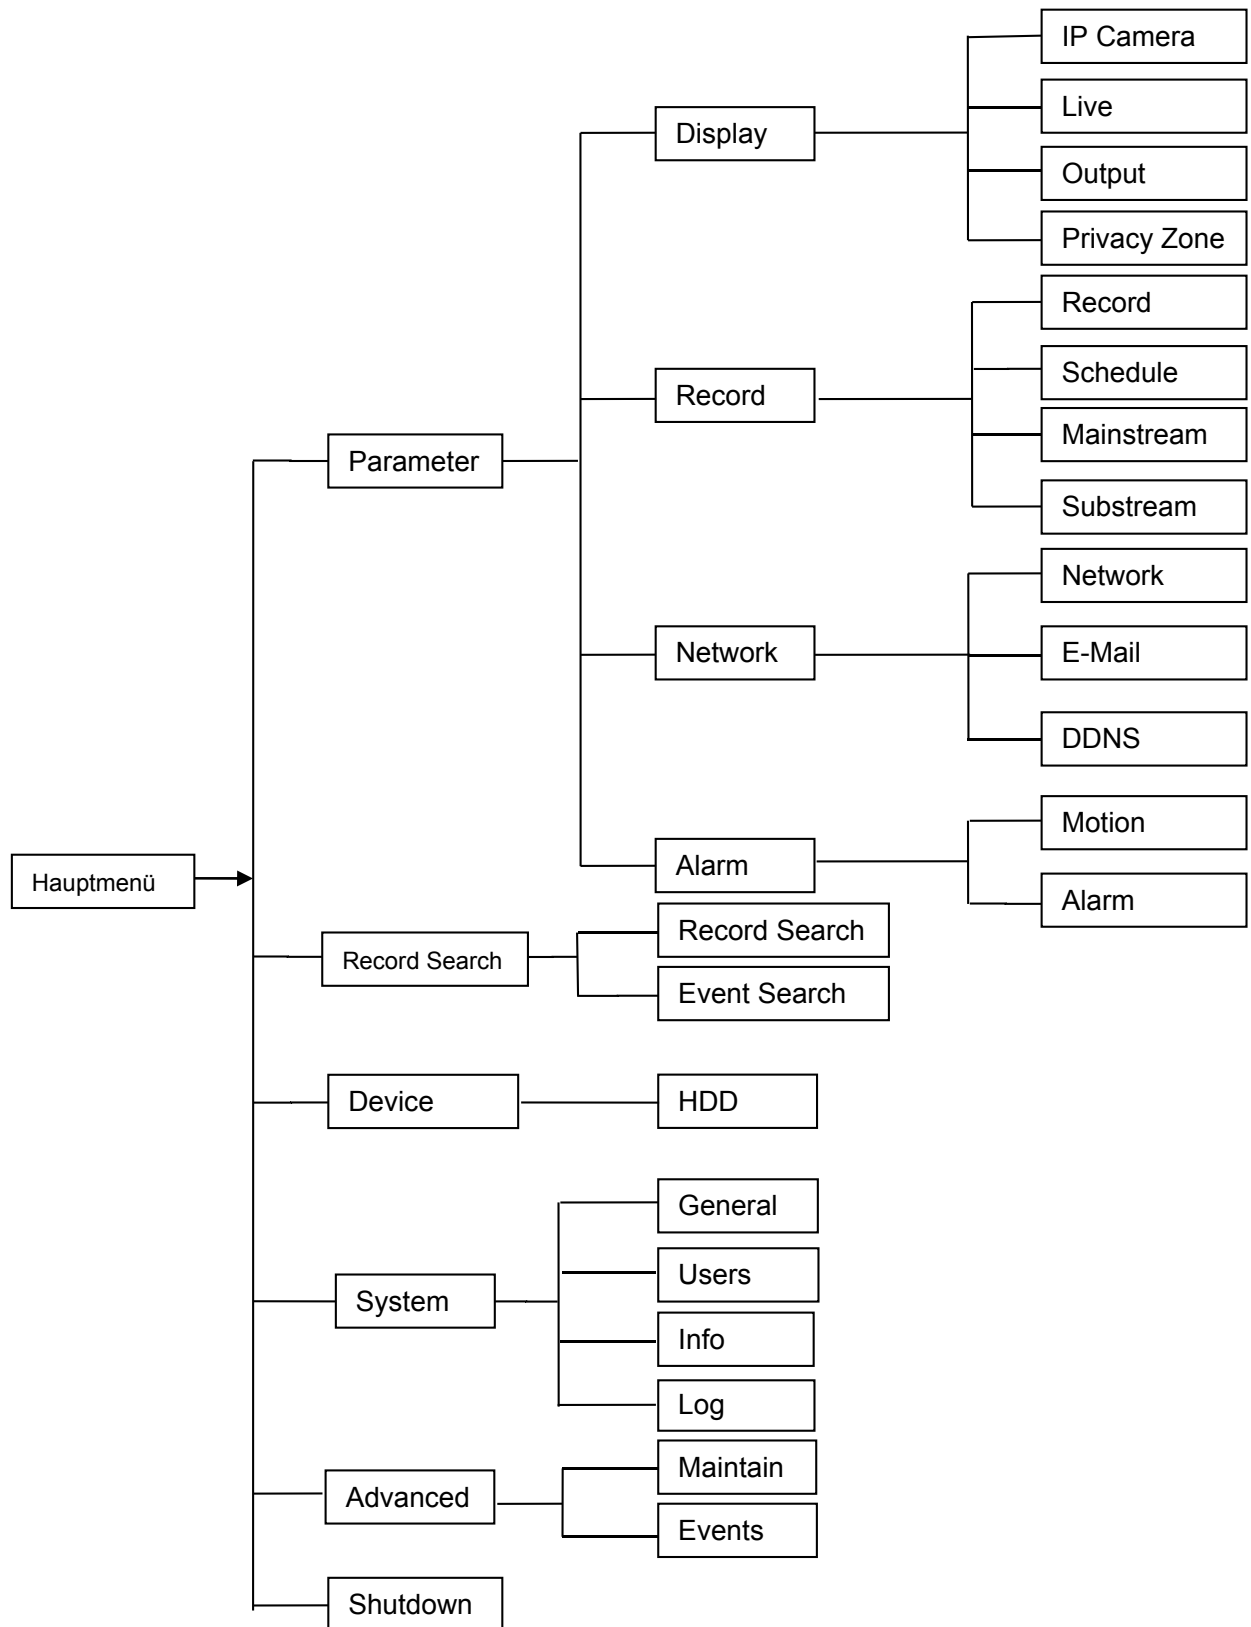 IP Camera
Live
Display
Output
Privacy Zone
Record
Schedule
Record
Mainstream
Parameter
Substream
Network
Network
E-Mail
DDNS
Motion
Alarm
Hauptmenü
Alarm
Record Search
Record Search
Event Search
Device
HDD
General
Users
System
Info
Log
Maintain
Advanced
Events
Shutdown